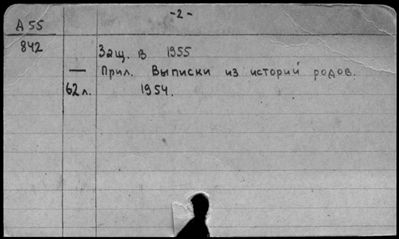 -2-
А 55
842
Защ. в 1955
— Прил. Выписки из историй родов.
62 л. 1954.